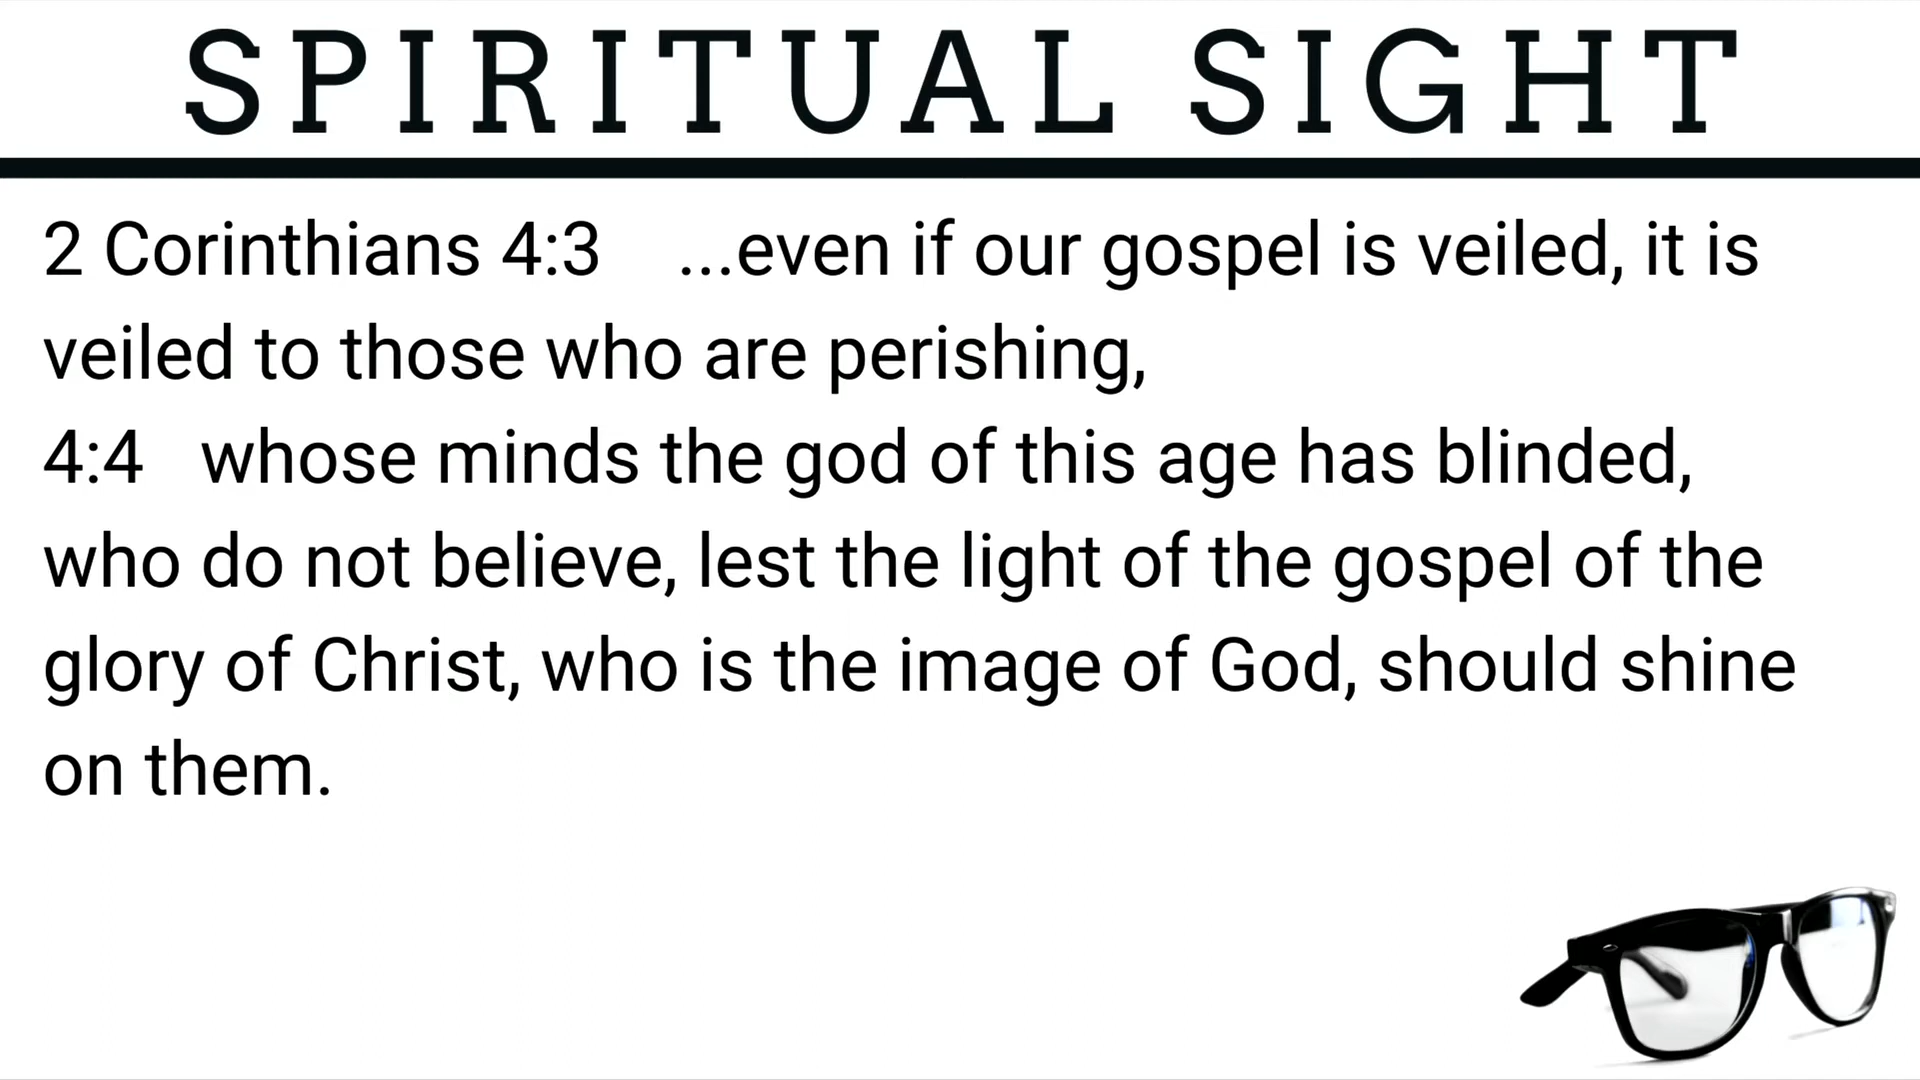 SPIRITUAL SIGHT
2 Corinthians 4:3 ...even if our gospel is veiled, it is
veiled to those who are perishing,
4:4 whose minds the god of this age has blinded,
who do not believe, lest the light of the gospel of the
glory of Christ, who is the image of God, should shine
on them.